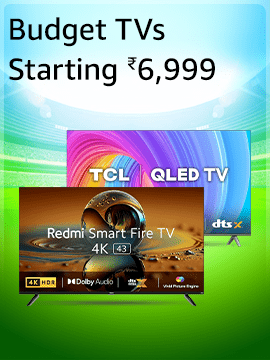 Budget TVs
Starting ₹6,999
TCL QLED TV
dts X
Redmi Smart Fire TV
4K 43
4K HDR Dolby Audio dts X Vivid Picture Engine